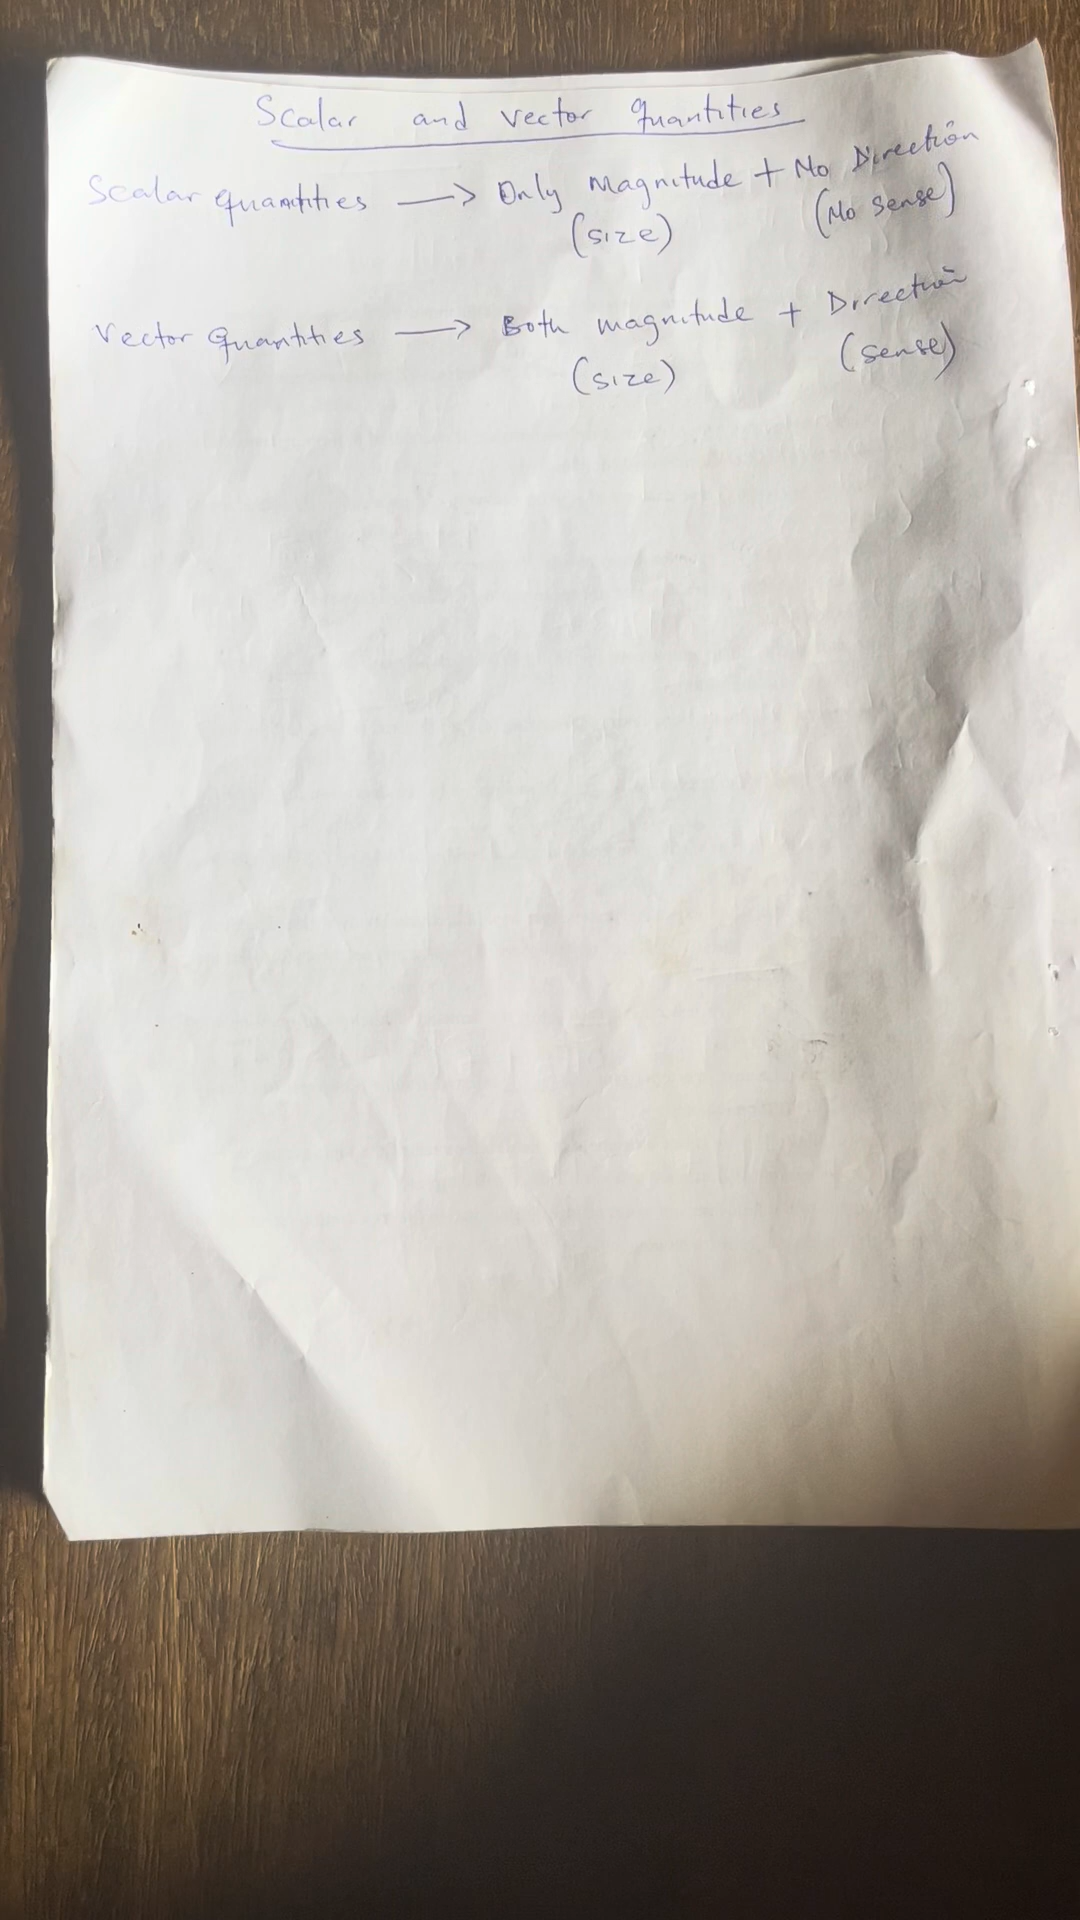 Scalar and vector quantities
Scalar quantities → Only magnitude + No Direction
(size) (No sense)
Vector quantities → Both magnitude + Direction
(size) (sense)